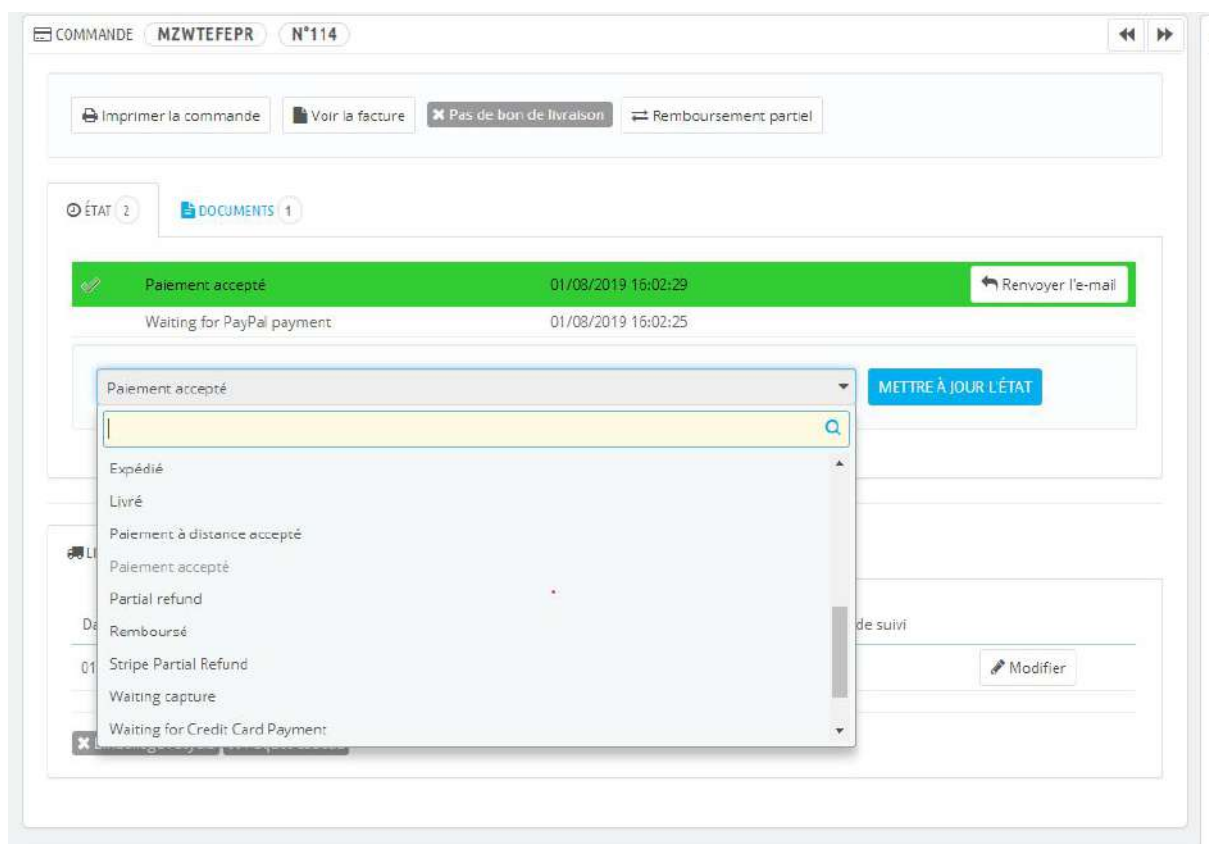 COMMANDE MZWTEFEPR N°114
Imprimer la commande Voir la facture Pas de bon de livraison Remboursement partiel
ÉTAT 2 DOCUMENTS 1
Paiement accepté 01/08/2019 16:02:29 Renvoyer l'e-mail
Waiting for PayPal payment 01/08/2019 16:02:25
Paiement accepté METTRE À JOUR L'ÉTAT
Expédié
Livré
Paiement à distance accepté
LI
Paiement accepté
Partial refund
Da Remboursé de suivi
01 Stripe Partial Refund Modifier
Waiting capture
Waiting for Credit Card Payment